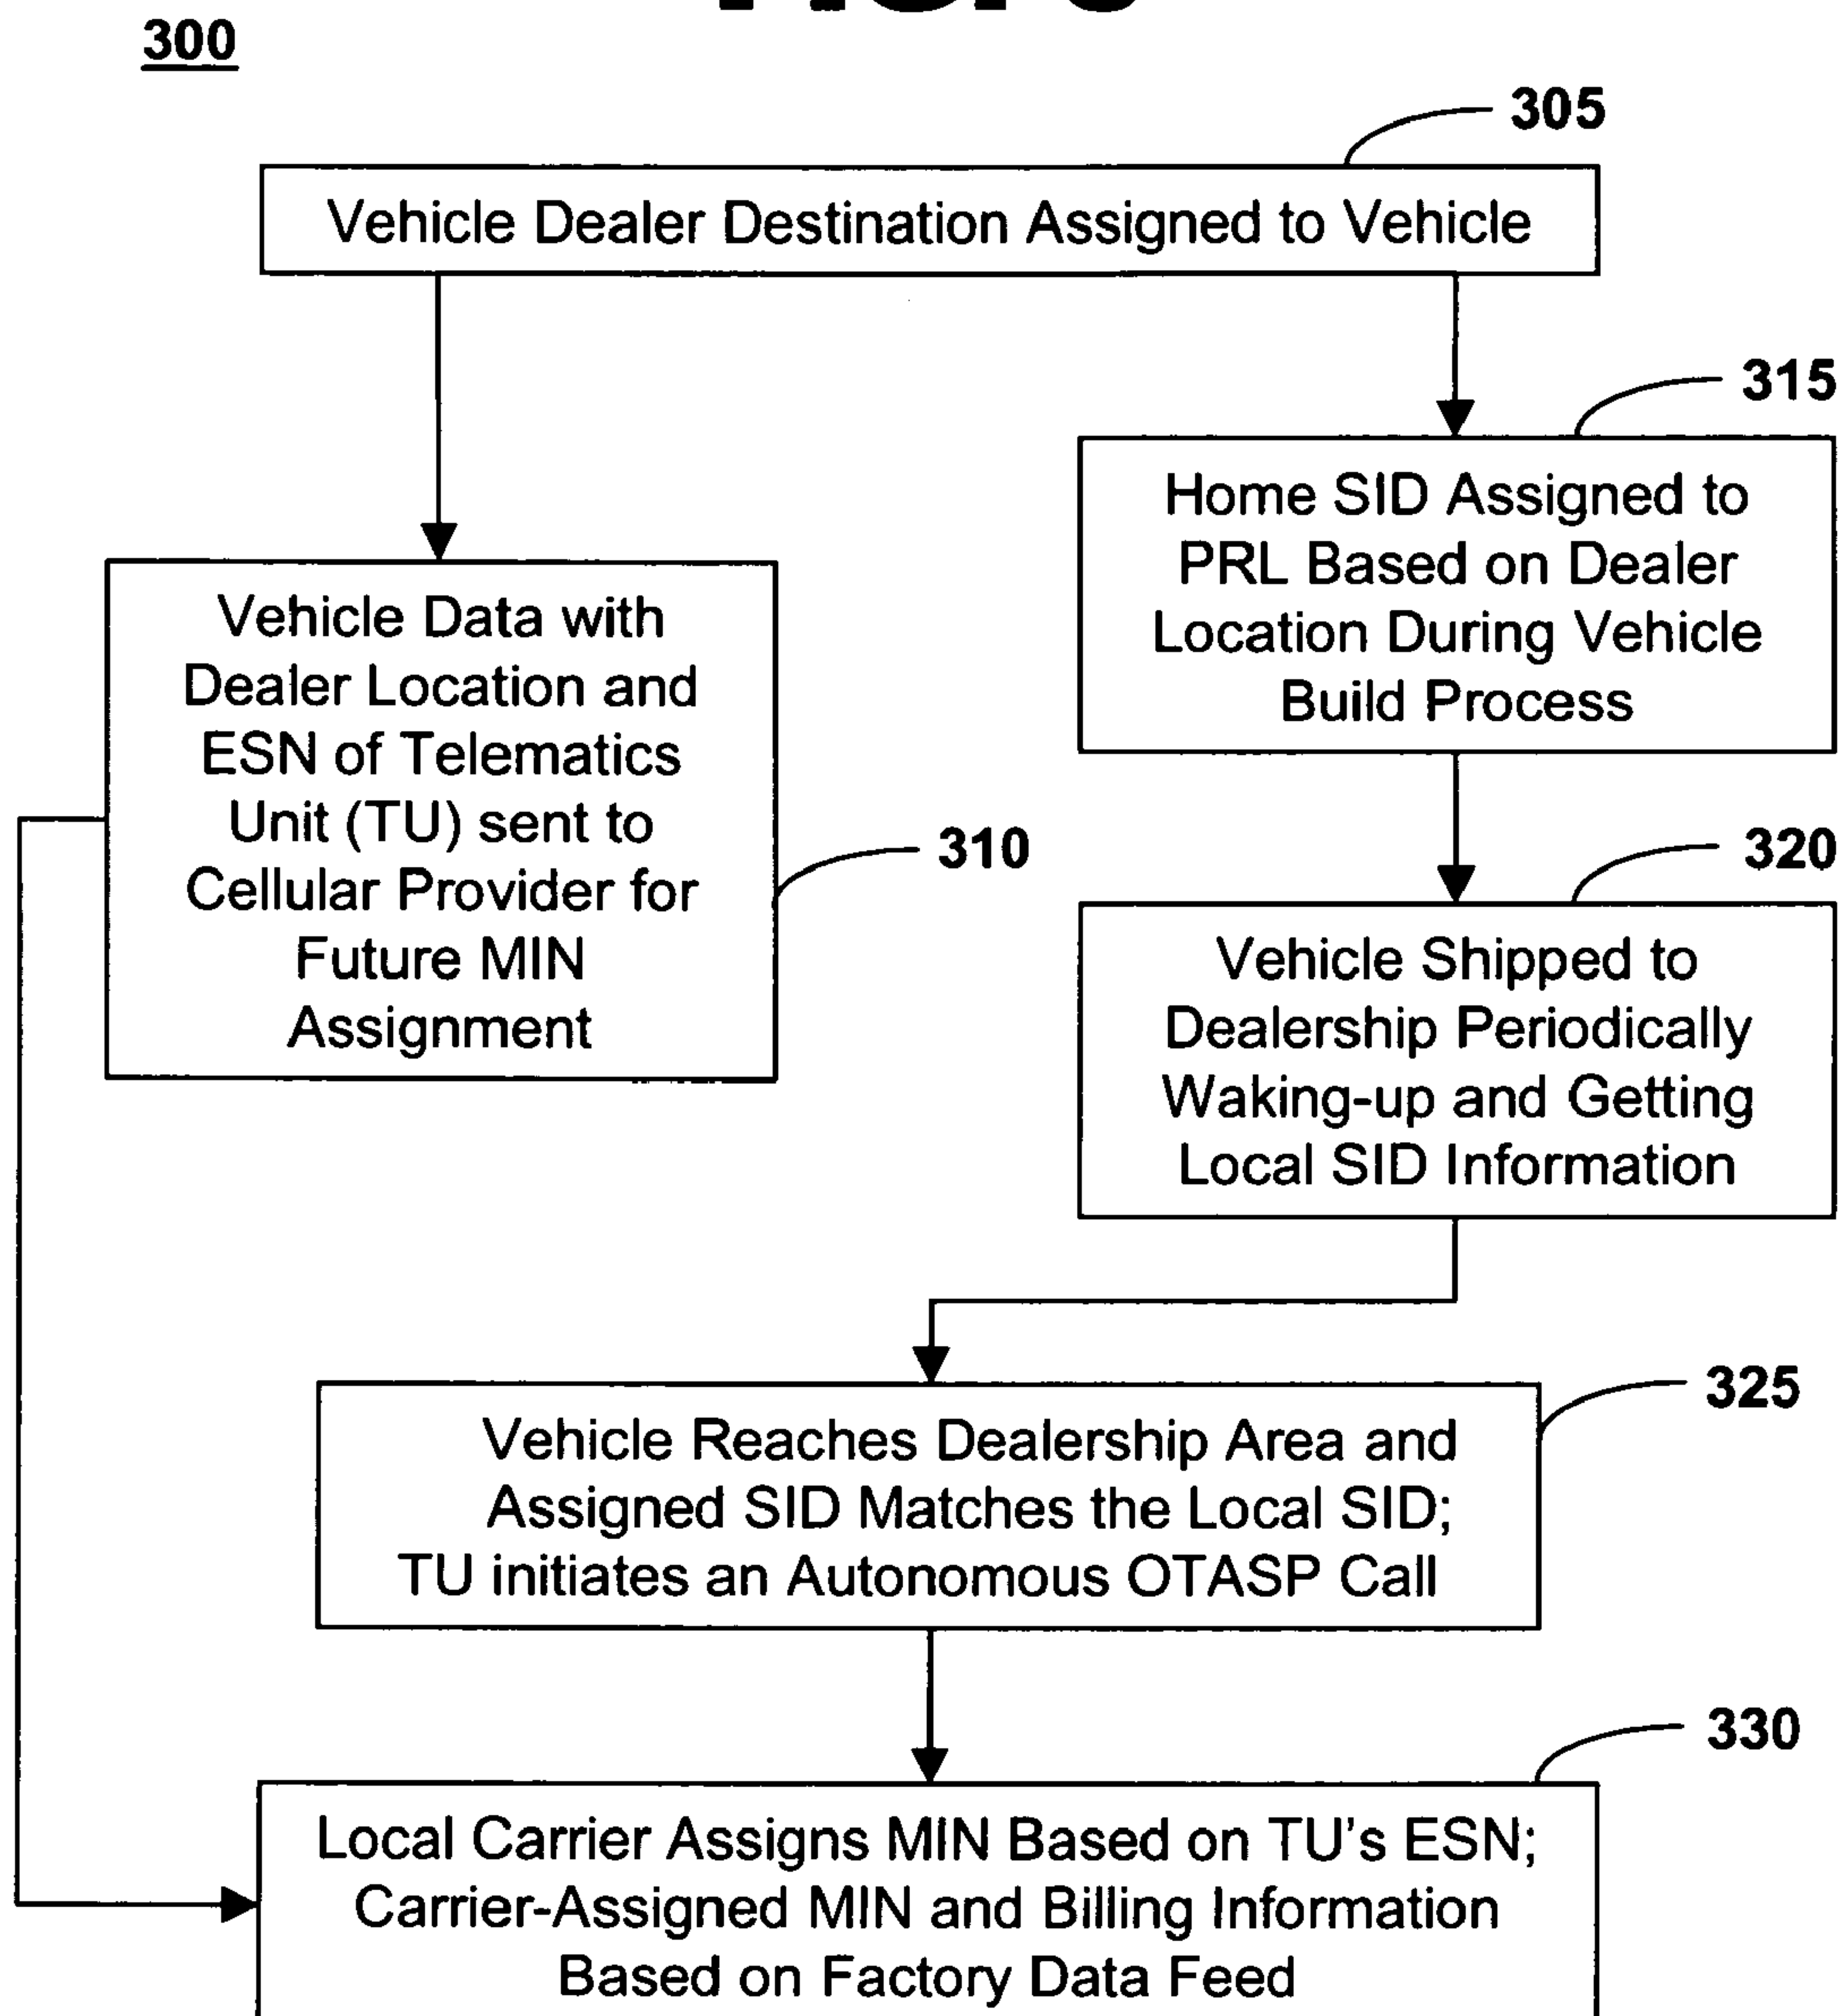 300
305
Vehicle Dealer Destination Assigned to Vehicle
315
Home SID Assigned to
PRL Based on Dealer
Location During Vehicle
Build Process
Vehicle Data with
Dealer Location and
ESN of Telematics
Unit (TU) sent to
Cellular Provider for
Future MIN
Assignment
310
320
Vehicle Shipped to
Dealership Periodically
Waking-up and Getting
Local SID Information
325
Vehicle Reaches Dealership Area and
Assigned SID Matches the Local SID;
TU initiates an Autonomous OTASP Call
330
Local Carrier Assigns MIN Based on TU's ESN;
Carrier-Assigned MIN and Billing Information
Based on Factory Data Feed